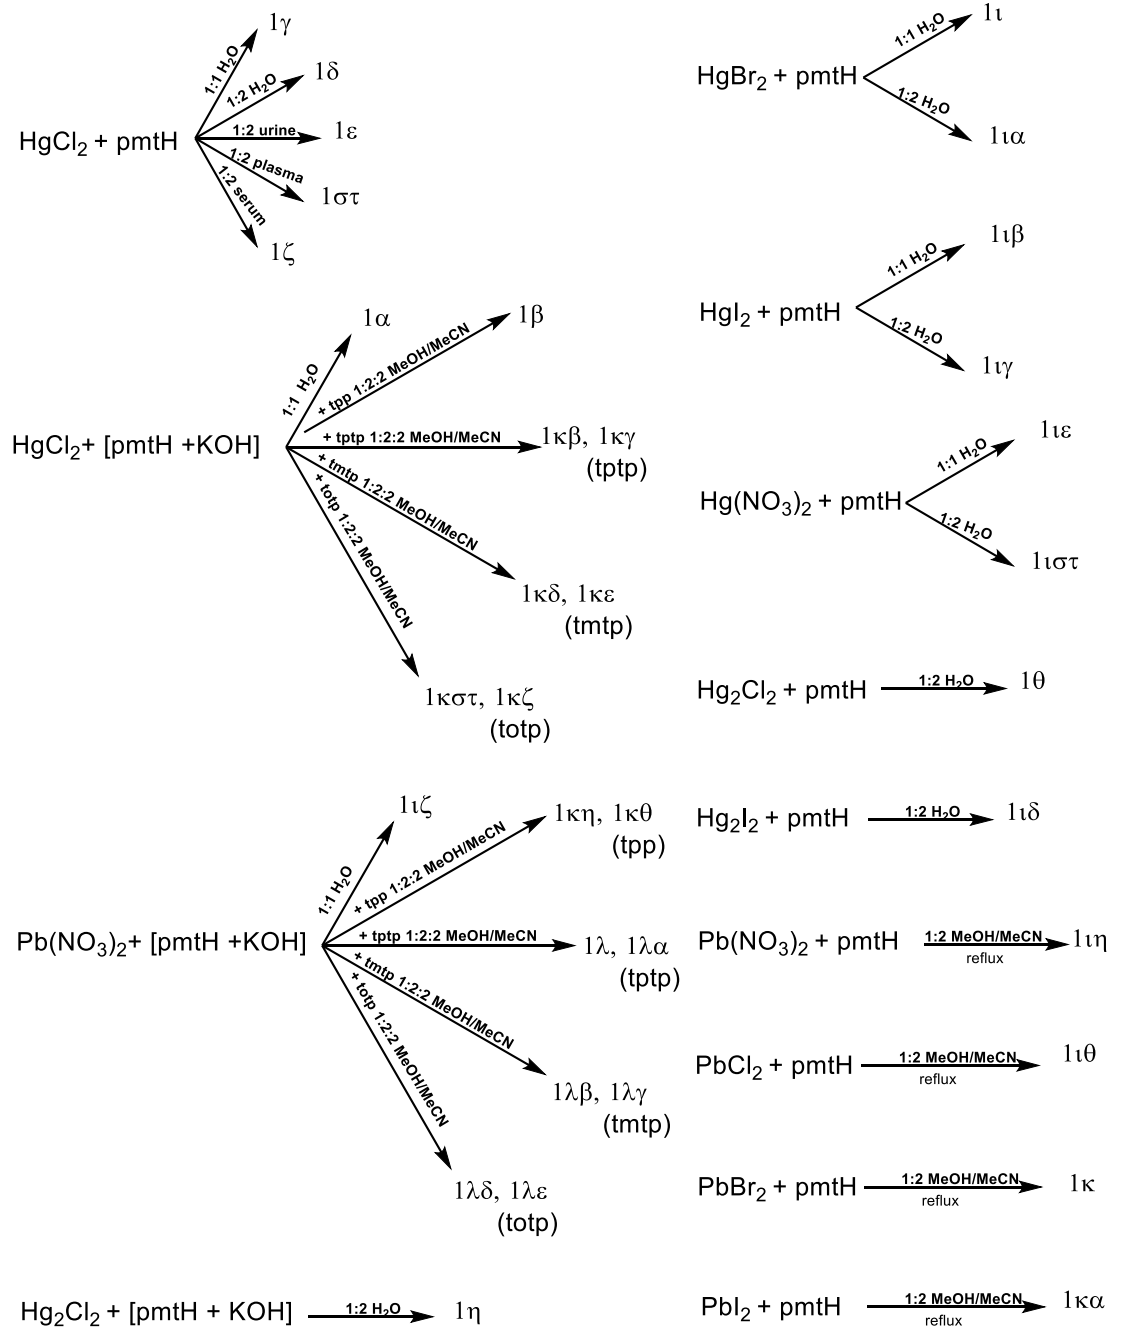 HgCl₂ + pmtH
1:1 H₂O
1γ
1:2 H₂O
1δ
1:2 urine
1ε
1:2 plasma
1στ
1:2 serum
1ζ
HgCl₂+ [pmtH +KOH]
1:1 H₂O
1α
+ tpp 1:2:2 MeOH/MeCN
1β
+ tptp 1:2:2 MeOH/MeCN
1κβ, 1κγ
(tptp)
+ tmtp 1:2:2 MeOH/MeCN
1κδ, 1κε
(tmtp)
+ totp 1:2:2 MeOH/MeCN
1κστ, 1κζ
(totp)
Pb(NO₃)₂+ [pmtH +KOH]
1:1 H₂O
1ιζ
+ tpp 1:2:2 MeOH/MeCN
1κη, 1κθ
(tpp)
+ tptp 1:2:2 MeOH/MeCN
1λ, 1λα
(tptp)
+ tmtp 1:2:2 MeOH/MeCN
1λβ, 1λγ
(tmtp)
+ totp 1:2:2 MeOH/MeCN
1λδ, 1λε
(totp)
Hg₂Cl₂ + [pmtH + KOH]
1:2 H₂O
1η
HgBr₂ + pmtH
1:1 H₂O
1ι
1:2 H₂O
1ια
HgI₂ + pmtH
1:1 H₂O
1ιβ
1:2 H₂O
1ιγ
Hg(NO₃)₂ + pmtH
1:1 H₂O
1ιε
1:2 H₂O
1ιστ
Hg₂Cl₂ + pmtH
1:2 H₂O
1θ
Hg₂I₂ + pmtH
1:2 H₂O
1ιδ
Pb(NO₃)₂ + pmtH
1:2 MeOH/MeCN
reflux
1ιη
PbCl₂ + pmtH
1:2 MeOH/MeCN
reflux
1ιθ
PbBr₂ + pmtH
1:2 MeOH/MeCN
reflux
1κ
PbI₂ + pmtH
1:2 MeOH/MeCN
reflux
1κα